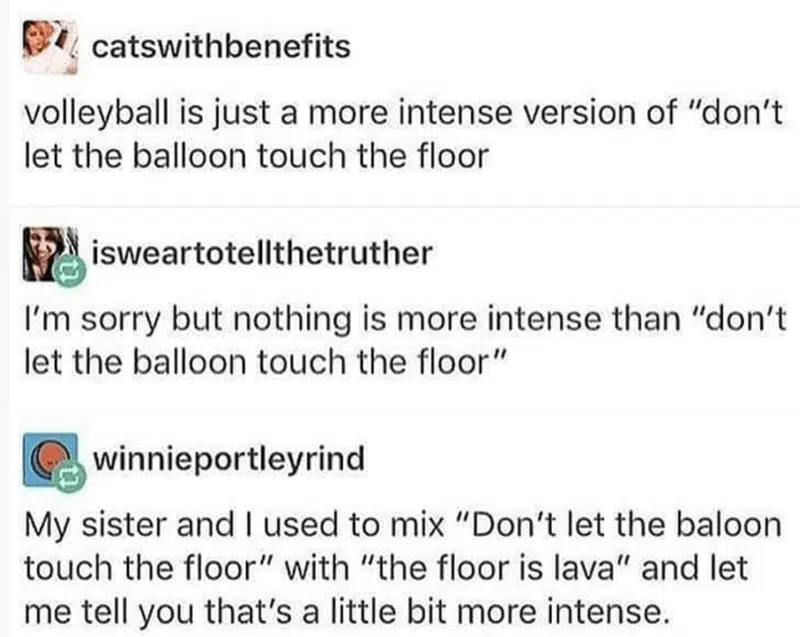 catswithbenefits
volleyball is just a more intense version of "don't
let the balloon touch the floor
isweartotellthetruther
I'm sorry but nothing is more intense than "don't
let the balloon touch the floor"
winnieportleyrind
My sister and I used to mix "Don't let the baloon
touch the floor" with "the floor is lava" and let
me tell you that's a little bit more intense.